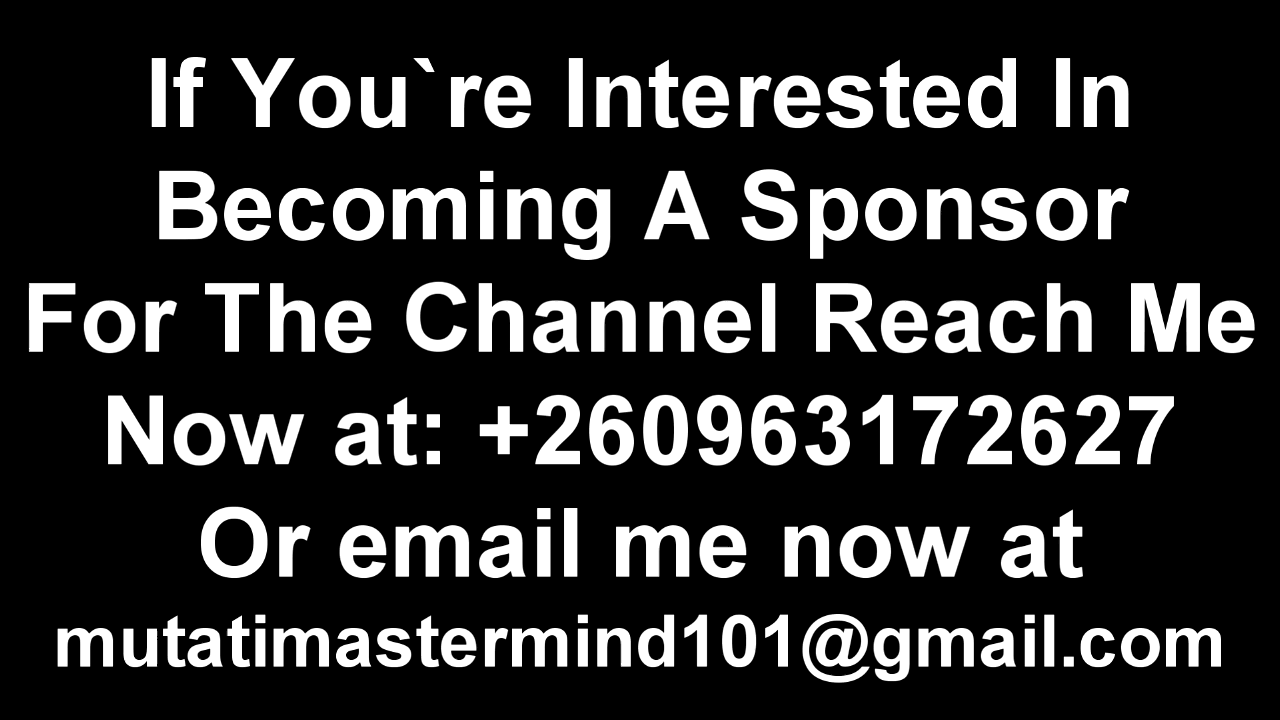 If You`re Interested In
Becoming A Sponsor
For The Channel Reach Me
Now at: +260963172627
Or email me now at
mutatimastermind101@gmail.com